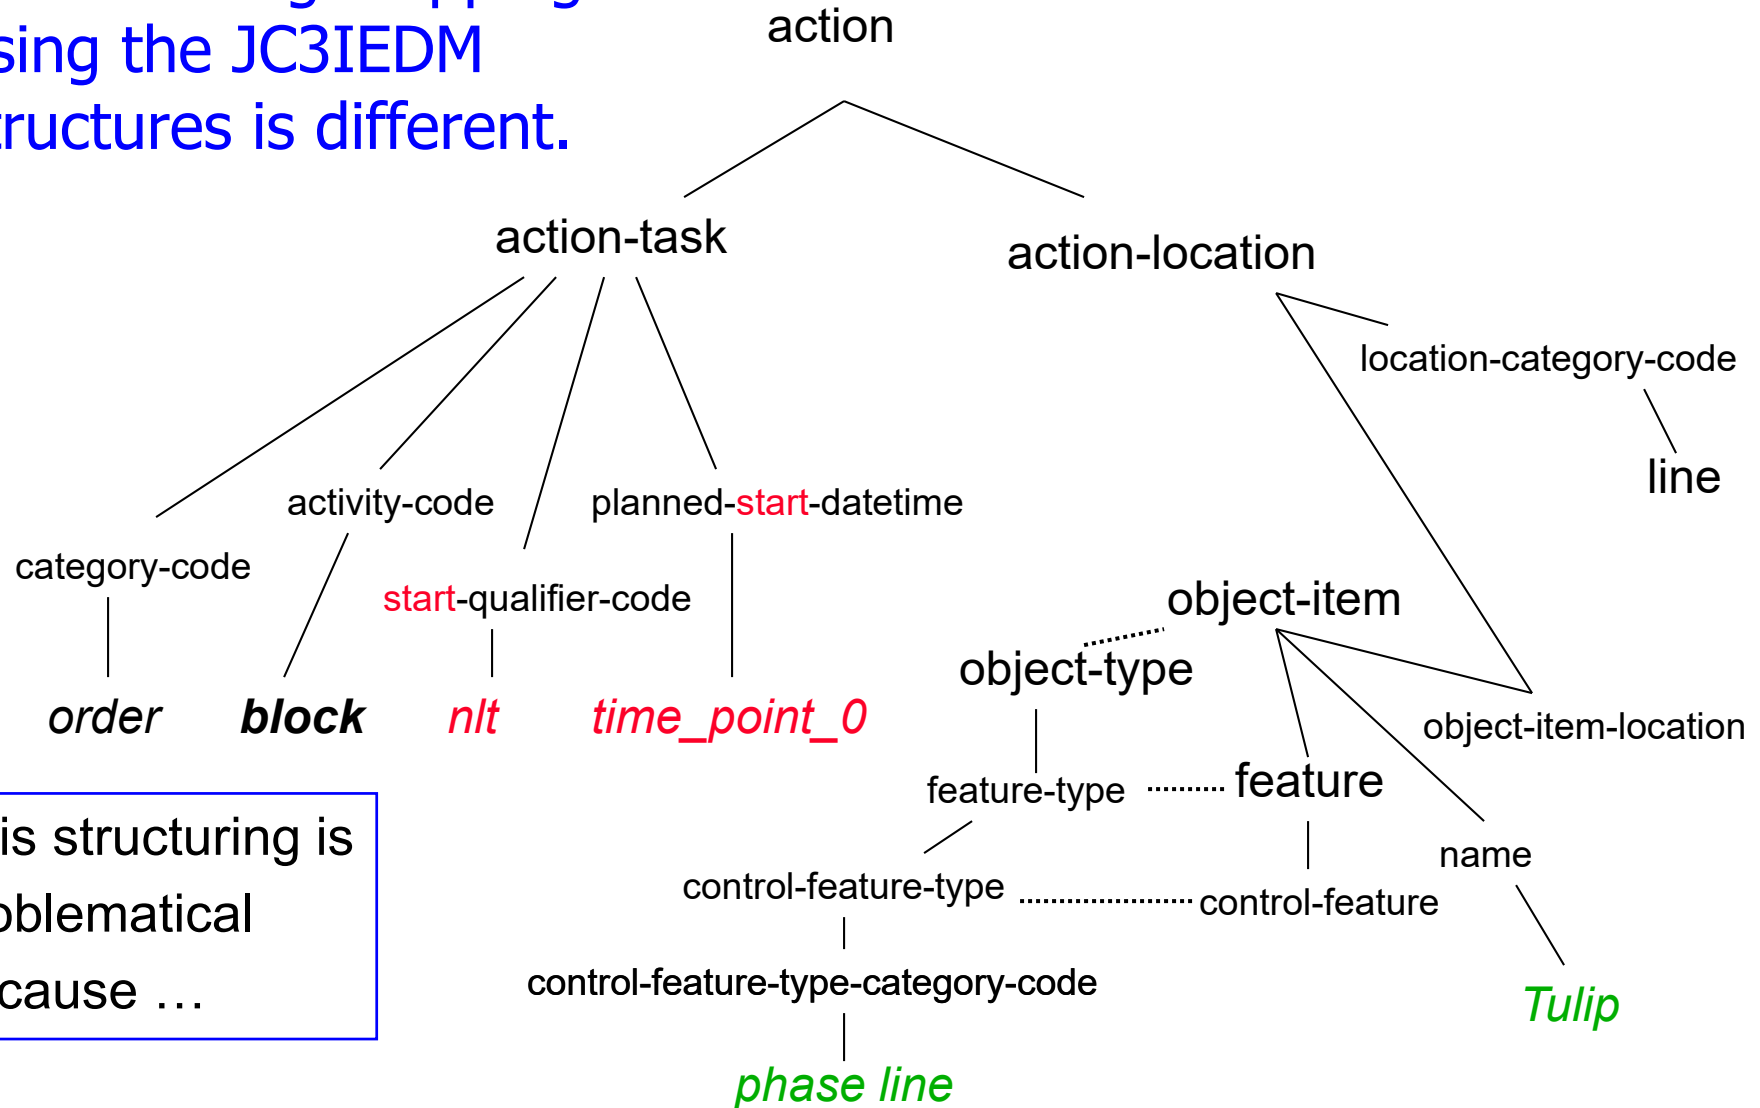 sing the JC3IEDM
tructures is different.
action
action-task
action-location
location-category-code
line
activity-code
planned-start-datetime
category-code
start-qualifier-code
object-item
object-type
order
block
nlt
time_point_0
object-item-location
feature-type
feature
is structuring is
oblematical
cause …
name
control-feature-type
control-feature
control-feature-type-category-code
Tulip
phase line